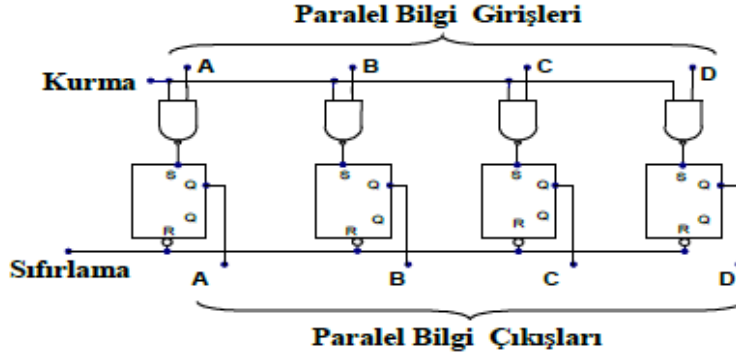 Paralel Bilgi Girişleri
Kurma
A B C D
S S S S
Q Q Q Q
Q Q Q Q
R R R R
Sıfırlama
A B C D
Paralel Bilgi Çıkışları